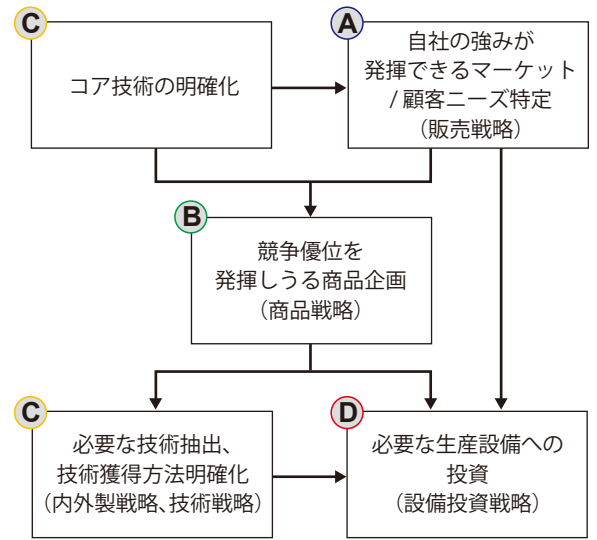 C
コア技術の明確化
A
自社の強みが
発揮できるマーケット
/ 顧客ニーズ特定
（販売戦略）
B
競争優位を
発揮しうる商品企画
（商品戦略）
C
必要な技術抽出、
技術獲得方法明確化
（内外製戦略、技術戦略）
D
必要な生産設備への
投資
（設備投資戦略）